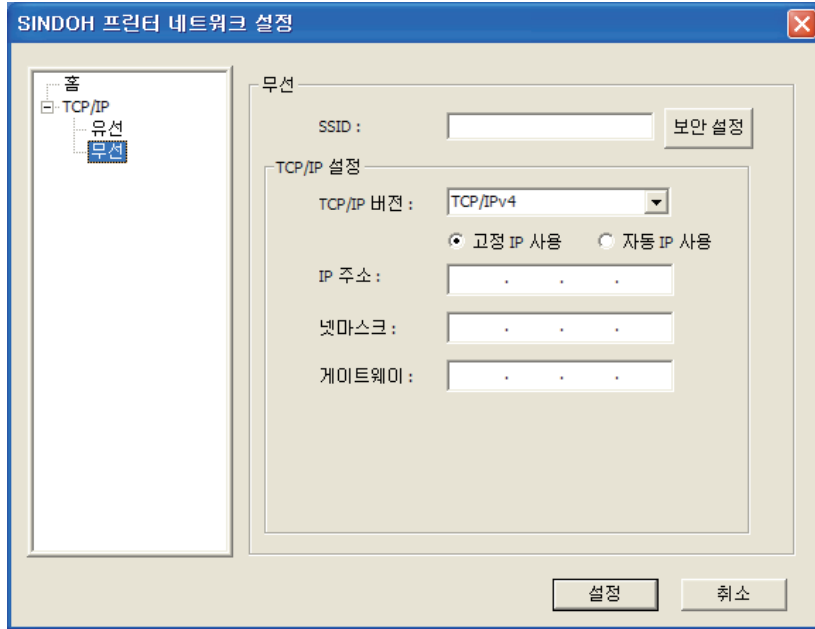 SINDOH 프린터 네트워크 설정
홈
TCP/IP
유선
무선
무선
SSID :
보안 설정
TCP/IP 설정
TCP/IP 버전 :
TCP/IPv4
고정 IP 사용
자동 IP 사용
IP 주소 :
. . .
넷마스크 :
. . .
게이트웨이 :
. . .
설정
취소